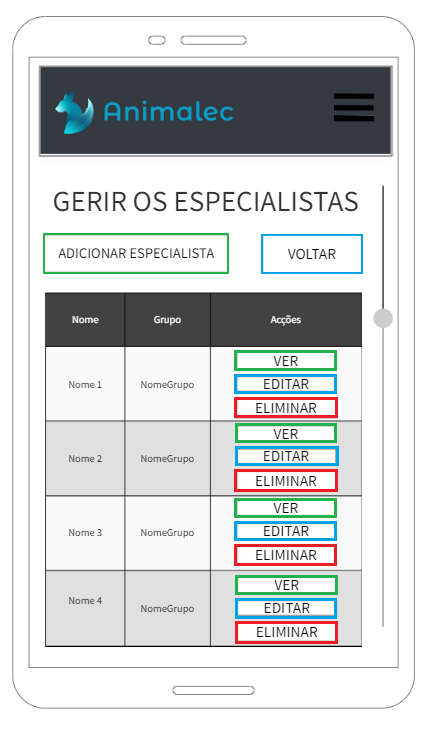 Animalec
GERIR OS ESPECIALISTAS
ADICIONAR ESPECIALISTA
VOLTAR
Nome Grupo Acções
Nome 1 NomeGrupo
VER
EDITAR
ELIMINAR
Nome 2 NomeGrupo
VER
EDITAR
ELIMINAR
Nome 3 NomeGrupo
VER
EDITAR
ELIMINAR
Nome 4 NomeGrupo
VER
EDITAR
ELIMINAR